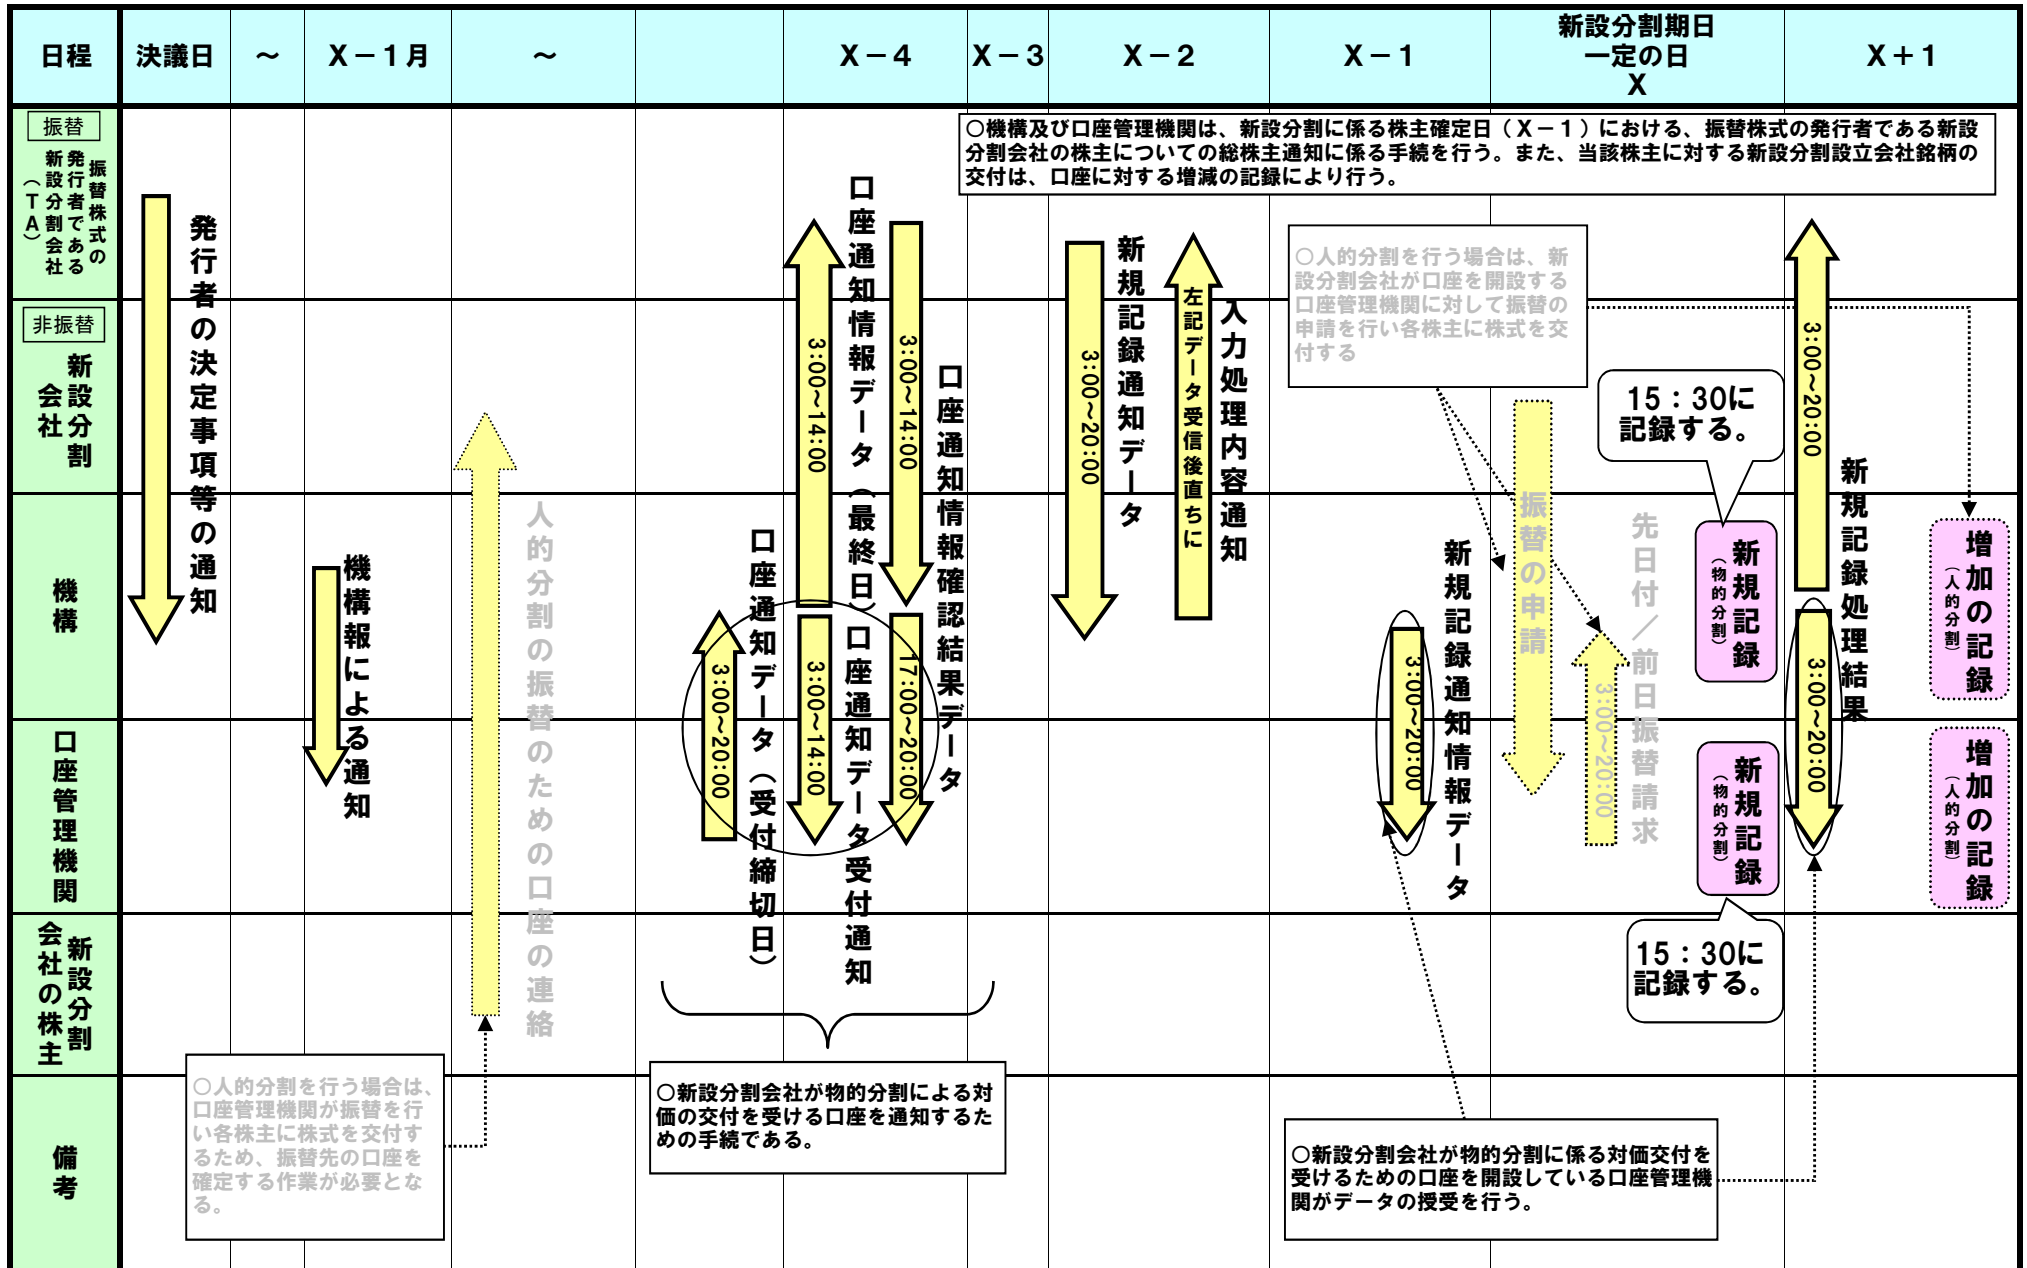 日程
決議日
～
X－1月
～
X－4
X－3
X－2
X－1
新設分割期日
一定の日
X
X＋1
振替
振替株式の
発行者である
新設分割会社
（TA）
非振替
新設分割
会社
機構
口座管理機関
新設分割
会社の株主
備考
○機構及び口座管理機関は、新設分割に係る株主確定日（X－1）における、振替株式の発行者である新設
分割会社の株主についての総株主通知に係る手続を行う。また、当該株主に対する新設分割設立会社銘柄の
交付は、口座に対する増減の記録により行う。
発行者の決定事項等の通知
機構報による通知
人的分割の振替のための口座の連絡
口座通知データ（受付締切日）
3:00～20:00
口座通知情報データ（最終日）
3:00～14:00
口座通知データ受付通知
3:00～14:00
口座通知情報確認結果データ
3:00～14:00
17:00～20:00
新規記録通知データ
3:00～20:00
入力処理内容通知
左記データ受信後直ちに
新規記録通知情報データ
3:00～20:00
○人的分割を行う場合は、新
設分割会社が口座を開設する
口座管理機関に対して振替の
申請を行い各株主に株式を交
付する
振替の申請
先日付／前日振替請求
3:00～20:00
15：30に
記録する。
新規記録
（物的分割）
新規記録
（物的分割）
15：30に
記録する。
新規記録処理結果
3:00～20:00
3:00～20:00
増加の記録
（人的分割）
増加の記録
（人的分割）
○人的分割を行う場合は、
口座管理機関が振替を行
い各株主に株式を交付す
るため、振替先の口座を
確定する作業が必要とな
る。
○新設分割会社が物的分割による対
価の交付を受ける口座を通知するた
めの手続である。
○新設分割会社が物的分割に係る対価交付を
受けるための口座を開設している口座管理機
関がデータの授受を行う。